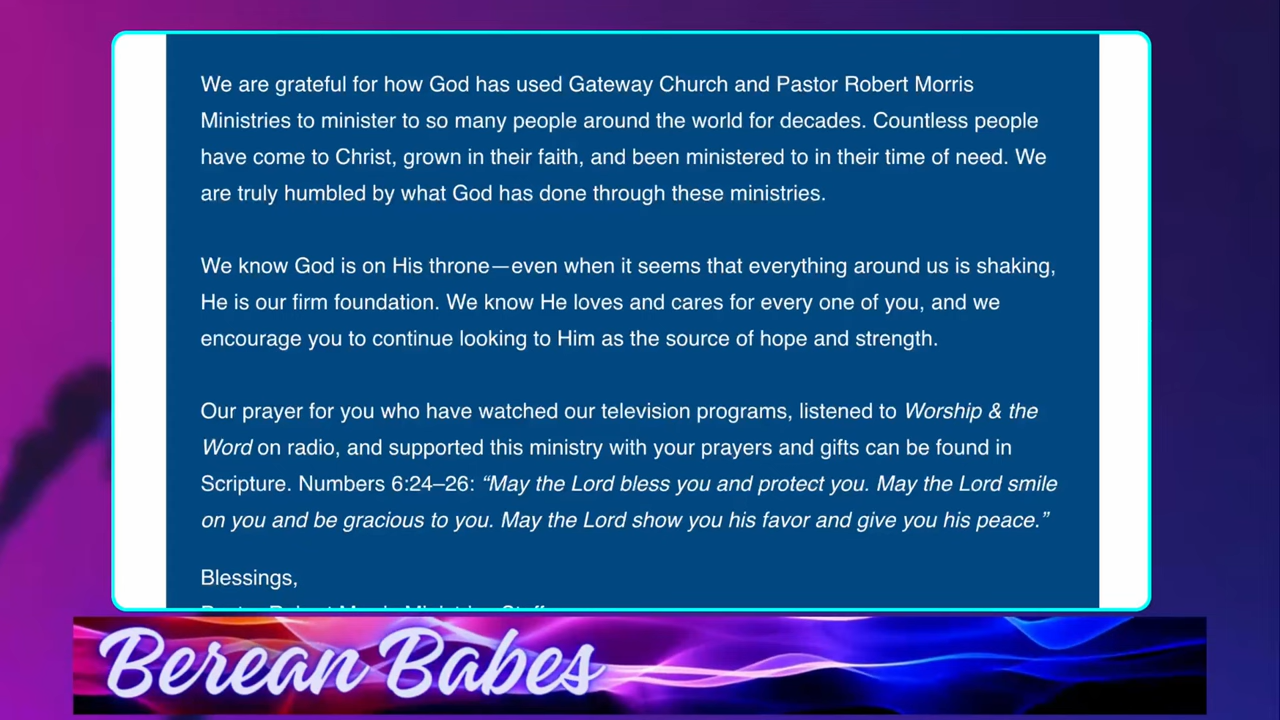 We are grateful for how God has used Gateway Church and Pastor Robert Morris
Ministries to minister to so many people around the world for decades. Countless people
have come to Christ, grown in their faith, and been ministered to in their time of need. We
are truly humbled by what God has done through these ministries.
We know God is on His throne—even when it seems that everything around us is shaking,
He is our firm foundation. We know He loves and cares for every one of you, and we
encourage you to continue looking to Him as the source of hope and strength.
Our prayer for you who have watched our television programs, listened to Worship & the
Word on radio, and supported this ministry with your prayers and gifts can be found in
Scripture. Numbers 6:24–26: “May the Lord bless you and protect you. May the Lord smile
on you and be gracious to you. May the Lord show you his favor and give you his peace.”
Blessings,
Berean Babes